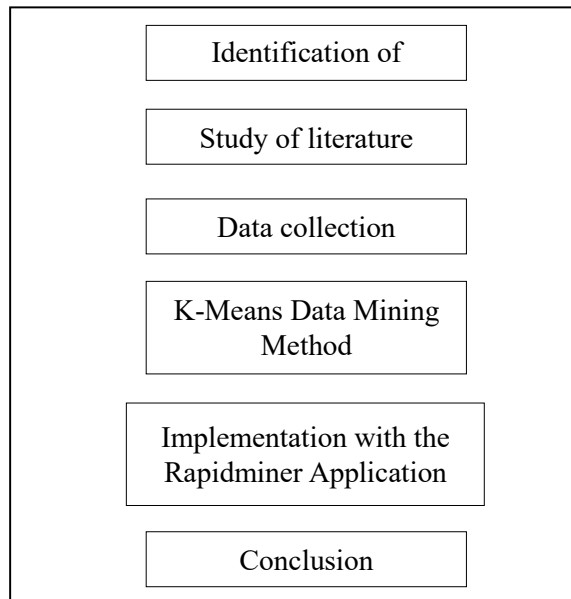 Identification of
Study of literature
Data collection
K-Means Data Mining
Method
Implementation with the
Rapidminer Application
Conclusion